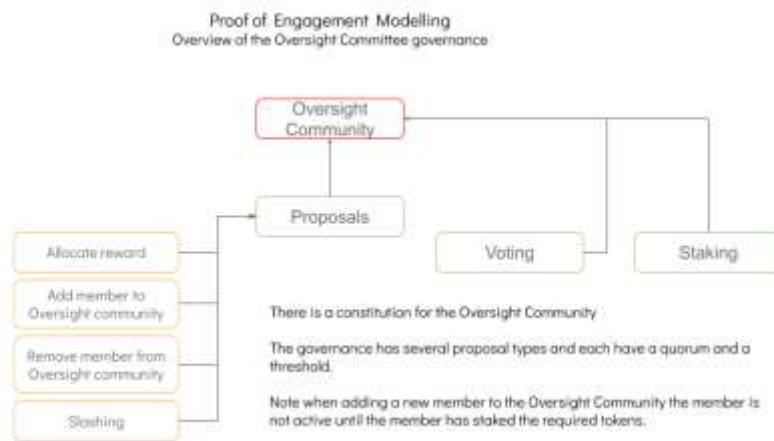 Proof of Engagement Modelling
Overview of the Oversight Committee governance
Oversight
Community
Proposals
Voting
Staking
Allocate reward
Add member to
Oversight community
Remove member from
Oversight community
Slashing
There is a constitution for the Oversight Community
The governance has several proposal types and each have a quorum and a
threshold.
Note when adding a new member to the Oversight Community the member is
not active until the member has staked the required tokens.